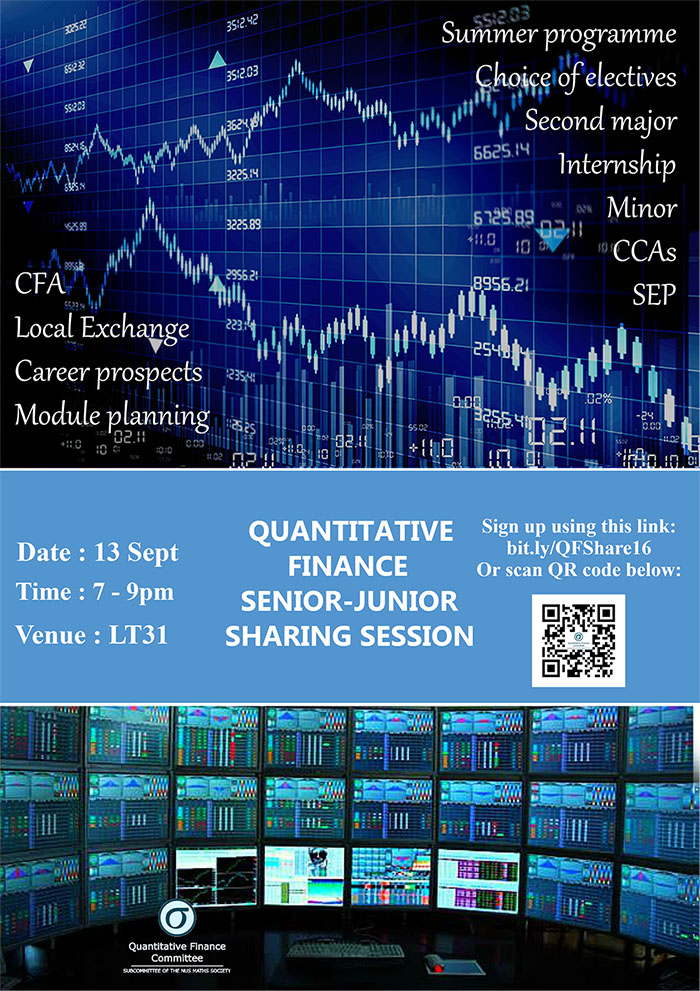 Summer programme
Choice of electives
Second major
Internship
Minor
CCAs
SEP
CFA
Local Exchange
Career prospects
Module planning
Date : 13 Sept
Time : 7 - 9pm
Venue : LT31
QUANTITATIVE
FINANCE
SENIOR-JUNIOR
SHARING SESSION
Sign up using this link:
bit.ly/QFShare16
Or scan QR code below:
Quantitative Finance
Committee
SUBCOMMITTEE OF THE NUS MATHS SOCIETY